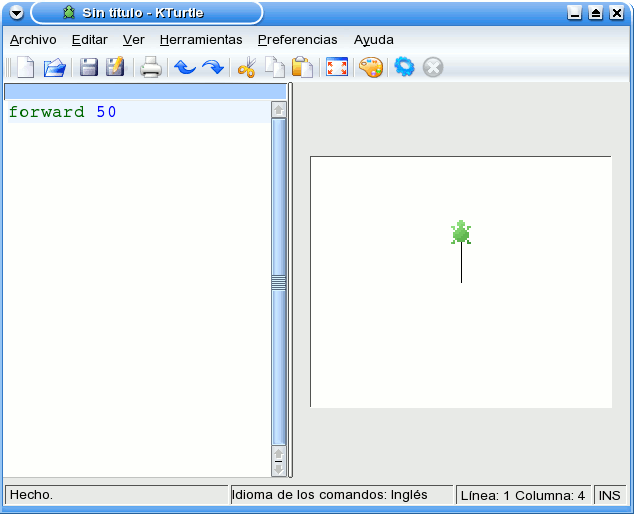 Sin título - KTurtle
Archivo Editar Ver Herramientas Preferencias Ayuda
forward 50
Hecho.
Idioma de los comandos: Inglés
Línea: 1 Columna: 4
INS